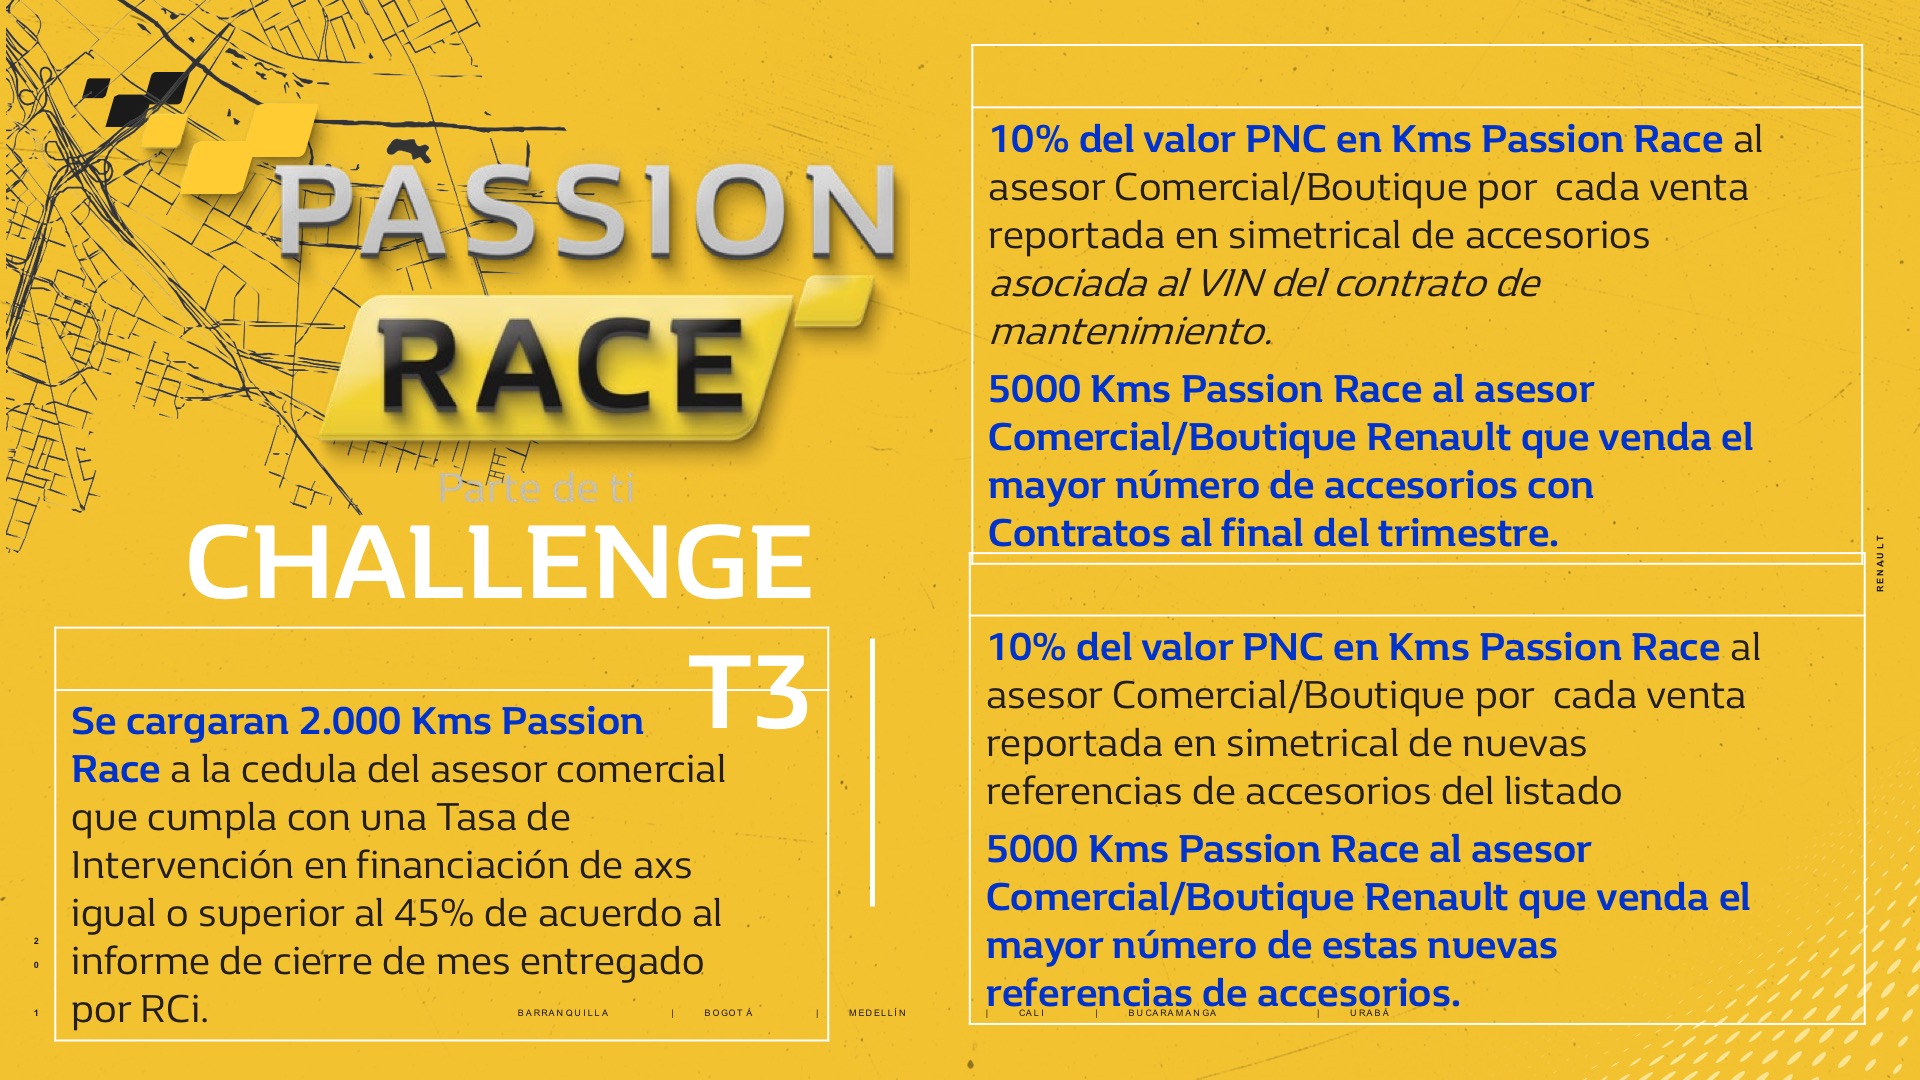 PASSION
RACE
Parte de ti
CHALLENGE
T3
Se cargaran 2.000 Kms Passion
Race a la cedula del asesor comercial
que cumpla con una Tasa de
Intervención en financiación de axs
igual o superior al 45% de acuerdo al
informe de cierre de mes entregado
por RCi.
10% del valor PNC en Kms Passion Race al
asesor Comercial/Boutique por  cada venta
reportada en simetrical de accesorios
asociada al VIN del contrato de
mantenimiento.
5000 Kms Passion Race al asesor
Comercial/Boutique Renault que venda el
mayor número de accesorios con
Contratos al final del trimestre.
10% del valor PNC en Kms Passion Race al
asesor Comercial/Boutique por  cada venta
reportada en simetrical de nuevas
referencias de accesorios del listado
5000 Kms Passion Race al asesor
Comercial/Boutique Renault que venda el
mayor número de estas nuevas
referencias de accesorios.
RENAULT
2
0
1
BARRANQUILLA | BOGOTÁ | MEDELLÍN | CALI | BUCARAMANGA | URABÁ